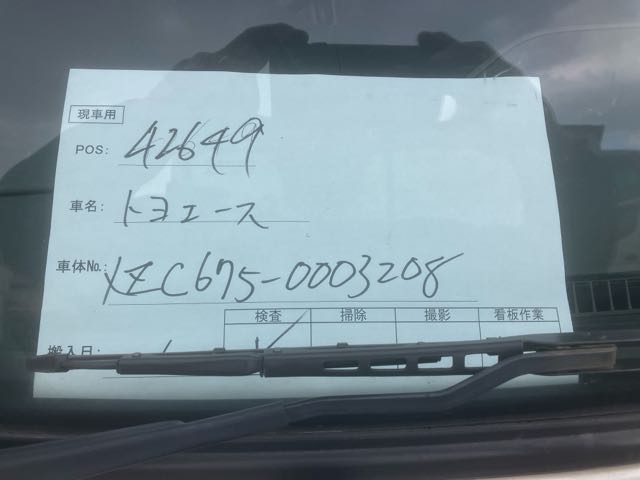 現車用
POS: 42649
車名: トヨエース
車体No.: XZC675-0003208
検査 掃除 撮影 看板作業
搬入日: